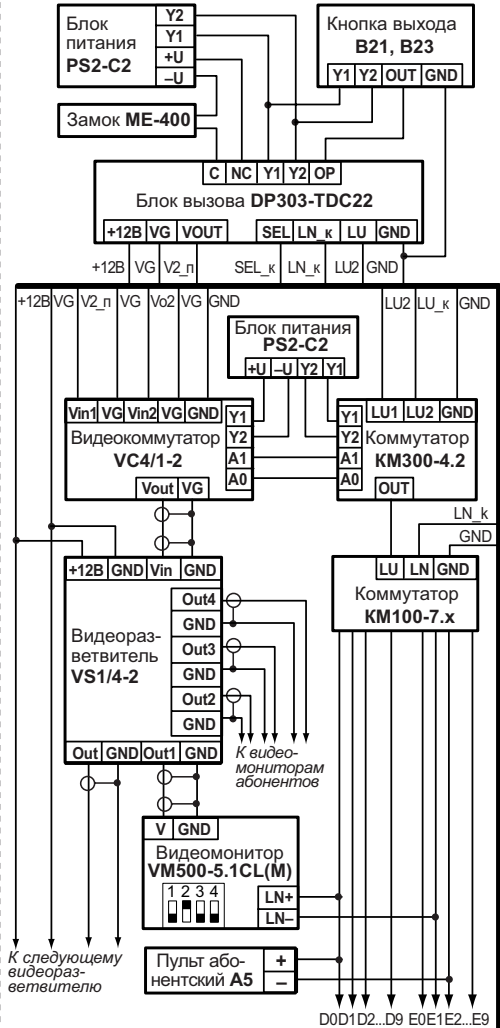 Блок
питания
PS2-C2
Y2
Y1
+U
–U
Кнопка выхода
B21, B23
Y1 Y2 OUT GND
Замок ME-400
C NC Y1 Y2 OP
Блок вызова DP303-TDC22
+12В VG VOUT SEL LN_к LU GND
+12В VG V2_п SEL_к LN_к LU2 GND
+12В VG V2_п VG Vo2 VG GND LU2 LU_к GND
Блок питания
PS2-C2
+U –U Y2 Y1
Vin1 VG Vin2 VG GND
Видеокоммутатор
VC4/1-2
Y1
Y2
A1
A0
Vout VG
LU1 LU2 GND
Y1
Y2
A1
A0
Коммутатор
КМ300-4.2
OUT
LN_k
GND
+12В GND Vin GND
Видеораз-
ветвитель
VS1/4-2
Out4
GND
Out3
GND
Out2
GND
Out GND Out1 GND
LU LN GND
Коммутатор
КМ100-7.х
К видео-
мониторам
абонентов
V GND
Видеомонитор
VM500-5.1CL(M)
1 2 3 4
LN+
LN–
К следующему
видеораз-
ветвителю
Пульт або-
нентский А5
+
–
D0D1D2...D9 E0E1E2...E9